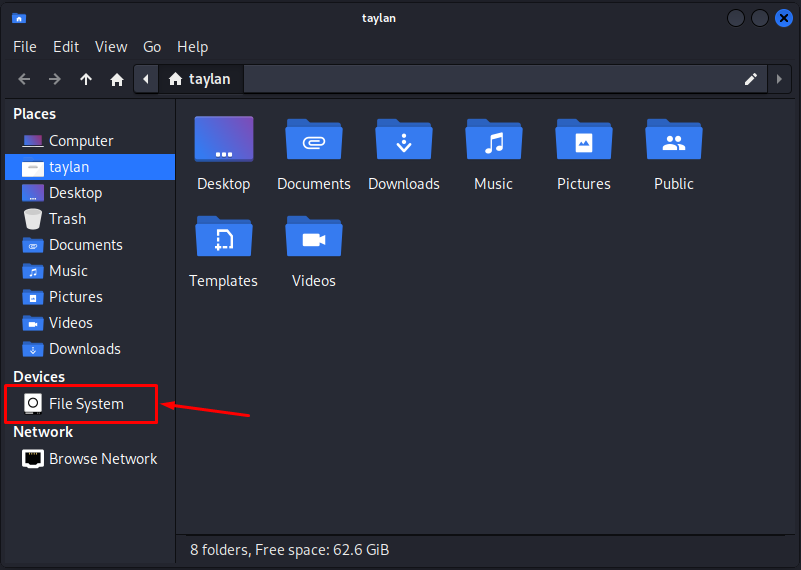 taylan
File Edit View Go Help
taylan
Places
Computer
taylan
Desktop
Trash
Documents
Music
Pictures
Videos
Downloads
Devices
File System
Network
Browse Network
Desktop Documents Downloads Music Pictures Public
Templates Videos
8 folders, Free space: 62.6 GiB